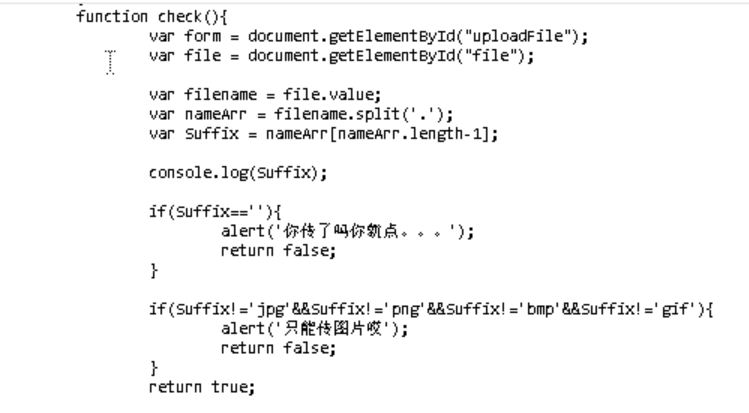 function check(){
var form = document.getElementById("uploadFile");
var file = document.getElementById("file");
var filename = file.value;
var nameArr = filename.split('.');
var Suffix = nameArr[nameArr.length-1];
console.log(Suffix);
if(Suffix==''){
alert('你传了吗你就点。。。');
return false;
}
if(Suffix!='jpg'&&Suffix!='png'&&Suffix!='bmp'&&Suffix!='gif'){
alert('只能传图片哎');
return false;
}
return true;